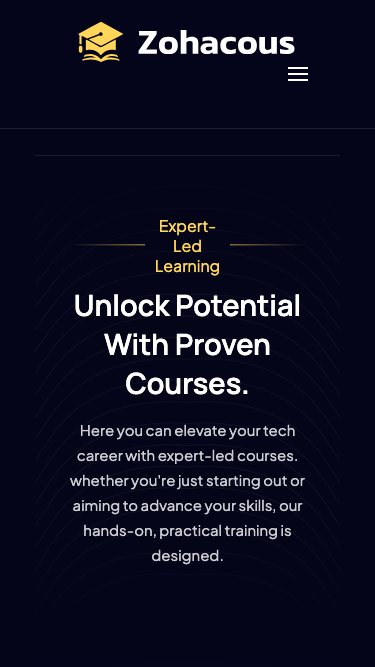 Zohacous
Expert-
Led
Learning
Unlock Potential
With Proven
Courses.
Here you can elevate your tech
career with expert-led courses.
whether you're just starting out or
aiming to advance your skills, our
hands-on, practical training is
designed.